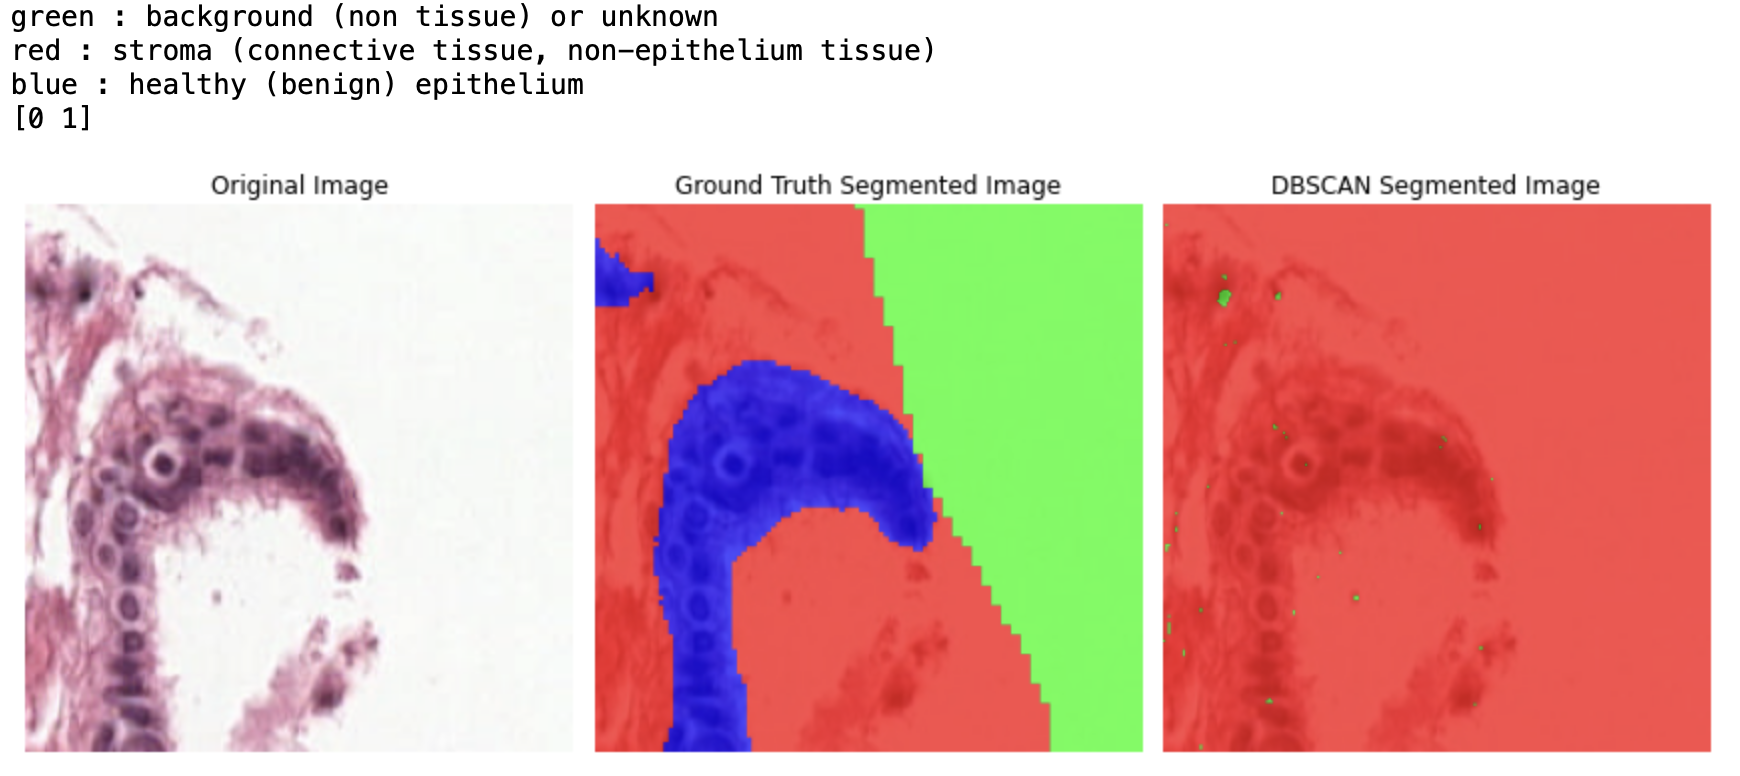 green : background (non tissue) or unknown
red : stroma (connective tissue, non-epithelium tissue)
blue : healthy (benign) epithelium
[0 1]
Original Image
Ground Truth Segmented Image
DBSCAN Segmented Image